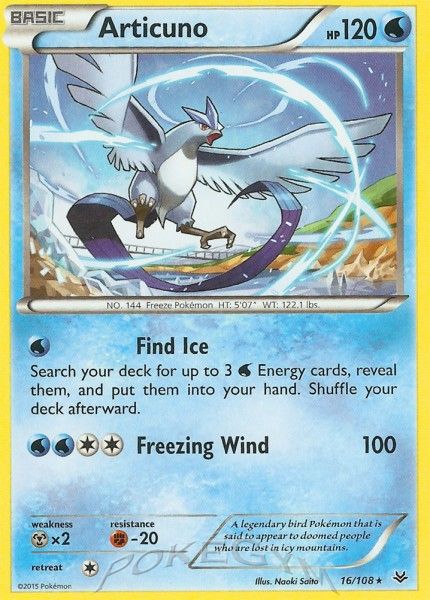 BASIC
Articuno
HP 120
NO. 144 Freeze Pokémon HT: 5'07" WT: 122.1 lbs.
Find Ice
Search your deck for up to 3 Energy cards, reveal
them, and put them into your hand. Shuffle your
deck afterward.
Freezing Wind 100
weakness
×2
resistance
-20
A legendary bird Pokémon that is
said to appear to doomed people
who are lost in icy mountains.
retreat
POKEGYM
©2015 Pokémon
Illus. Naoki Saito
16/108 ★